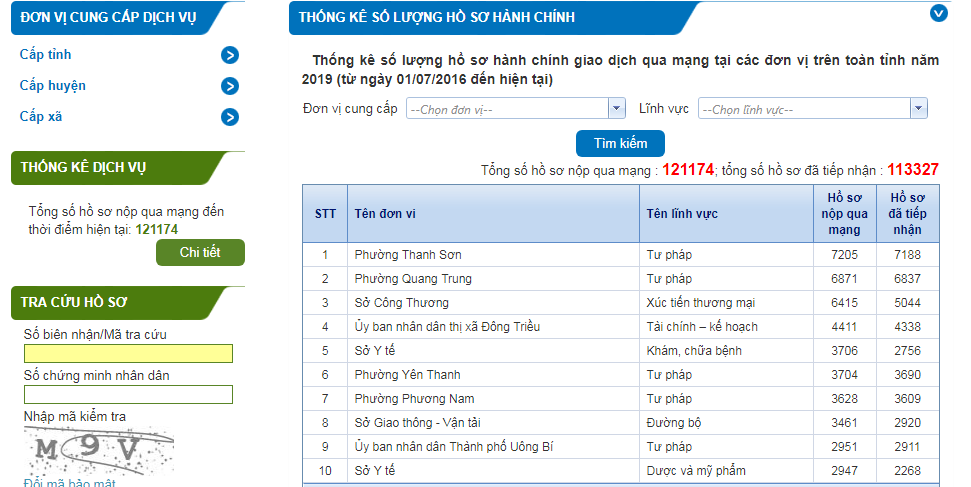 ĐƠN VỊ CUNG CẤP DỊCH VỤ
Cấp tỉnh
Cấp huyện
Cấp xã
THỐNG KÊ DỊCH VỤ
Tổng số hồ sơ nộp qua mạng đến
thời điểm hiện tại: 121174
Chi tiết
TRA CỨU HỒ SƠ
Số biên nhận/Mã tra cứu
Số chứng minh nhân dân
Nhập mã kiểm tra
M 9 V
Đổi mã bảo mật
THỐNG KÊ SỐ LƯỢNG HỒ SƠ HÀNH CHÍNH
Thống kê số lượng hồ sơ hành chính giao dịch qua mạng tại các đơn vị trên toàn tỉnh năm
2019 (từ ngày 01/07/2016 đến hiện tại)
Đơn vị cung cấp --Chọn đơn vị-- Lĩnh vực --Chọn lĩnh vực--
Tìm kiếm
Tổng số hồ sơ nộp qua mạng : 121174; tổng số hồ sơ đã tiếp nhận : 113327
STT Tên đơn vi Tên lĩnh vực Hồ sơ nộp qua mạng Hồ sơ đã tiếp nhận
1 Phường Thanh Sơn Tư pháp 7205 7188
2 Phường Quang Trung Tư pháp 6871 6837
3 Sở Công Thương Xúc tiến thương mại 6415 5044
4 Ủy ban nhân dân thị xã Đông Triều Tài chính – kế hoạch 4411 4338
5 Sở Y tế Khám, chữa bệnh 3706 2756
6 Phường Yên Thanh Tư pháp 3704 3690
7 Phường Phương Nam Tư pháp 3628 3609
8 Sở Giao thông - Vận tải Đường bộ 3461 2920
9 Ủy ban nhân dân Thành phố Uông Bí Tư pháp 2951 2911
10 Sở Y tế Dược và mỹ phẩm 2947 2268